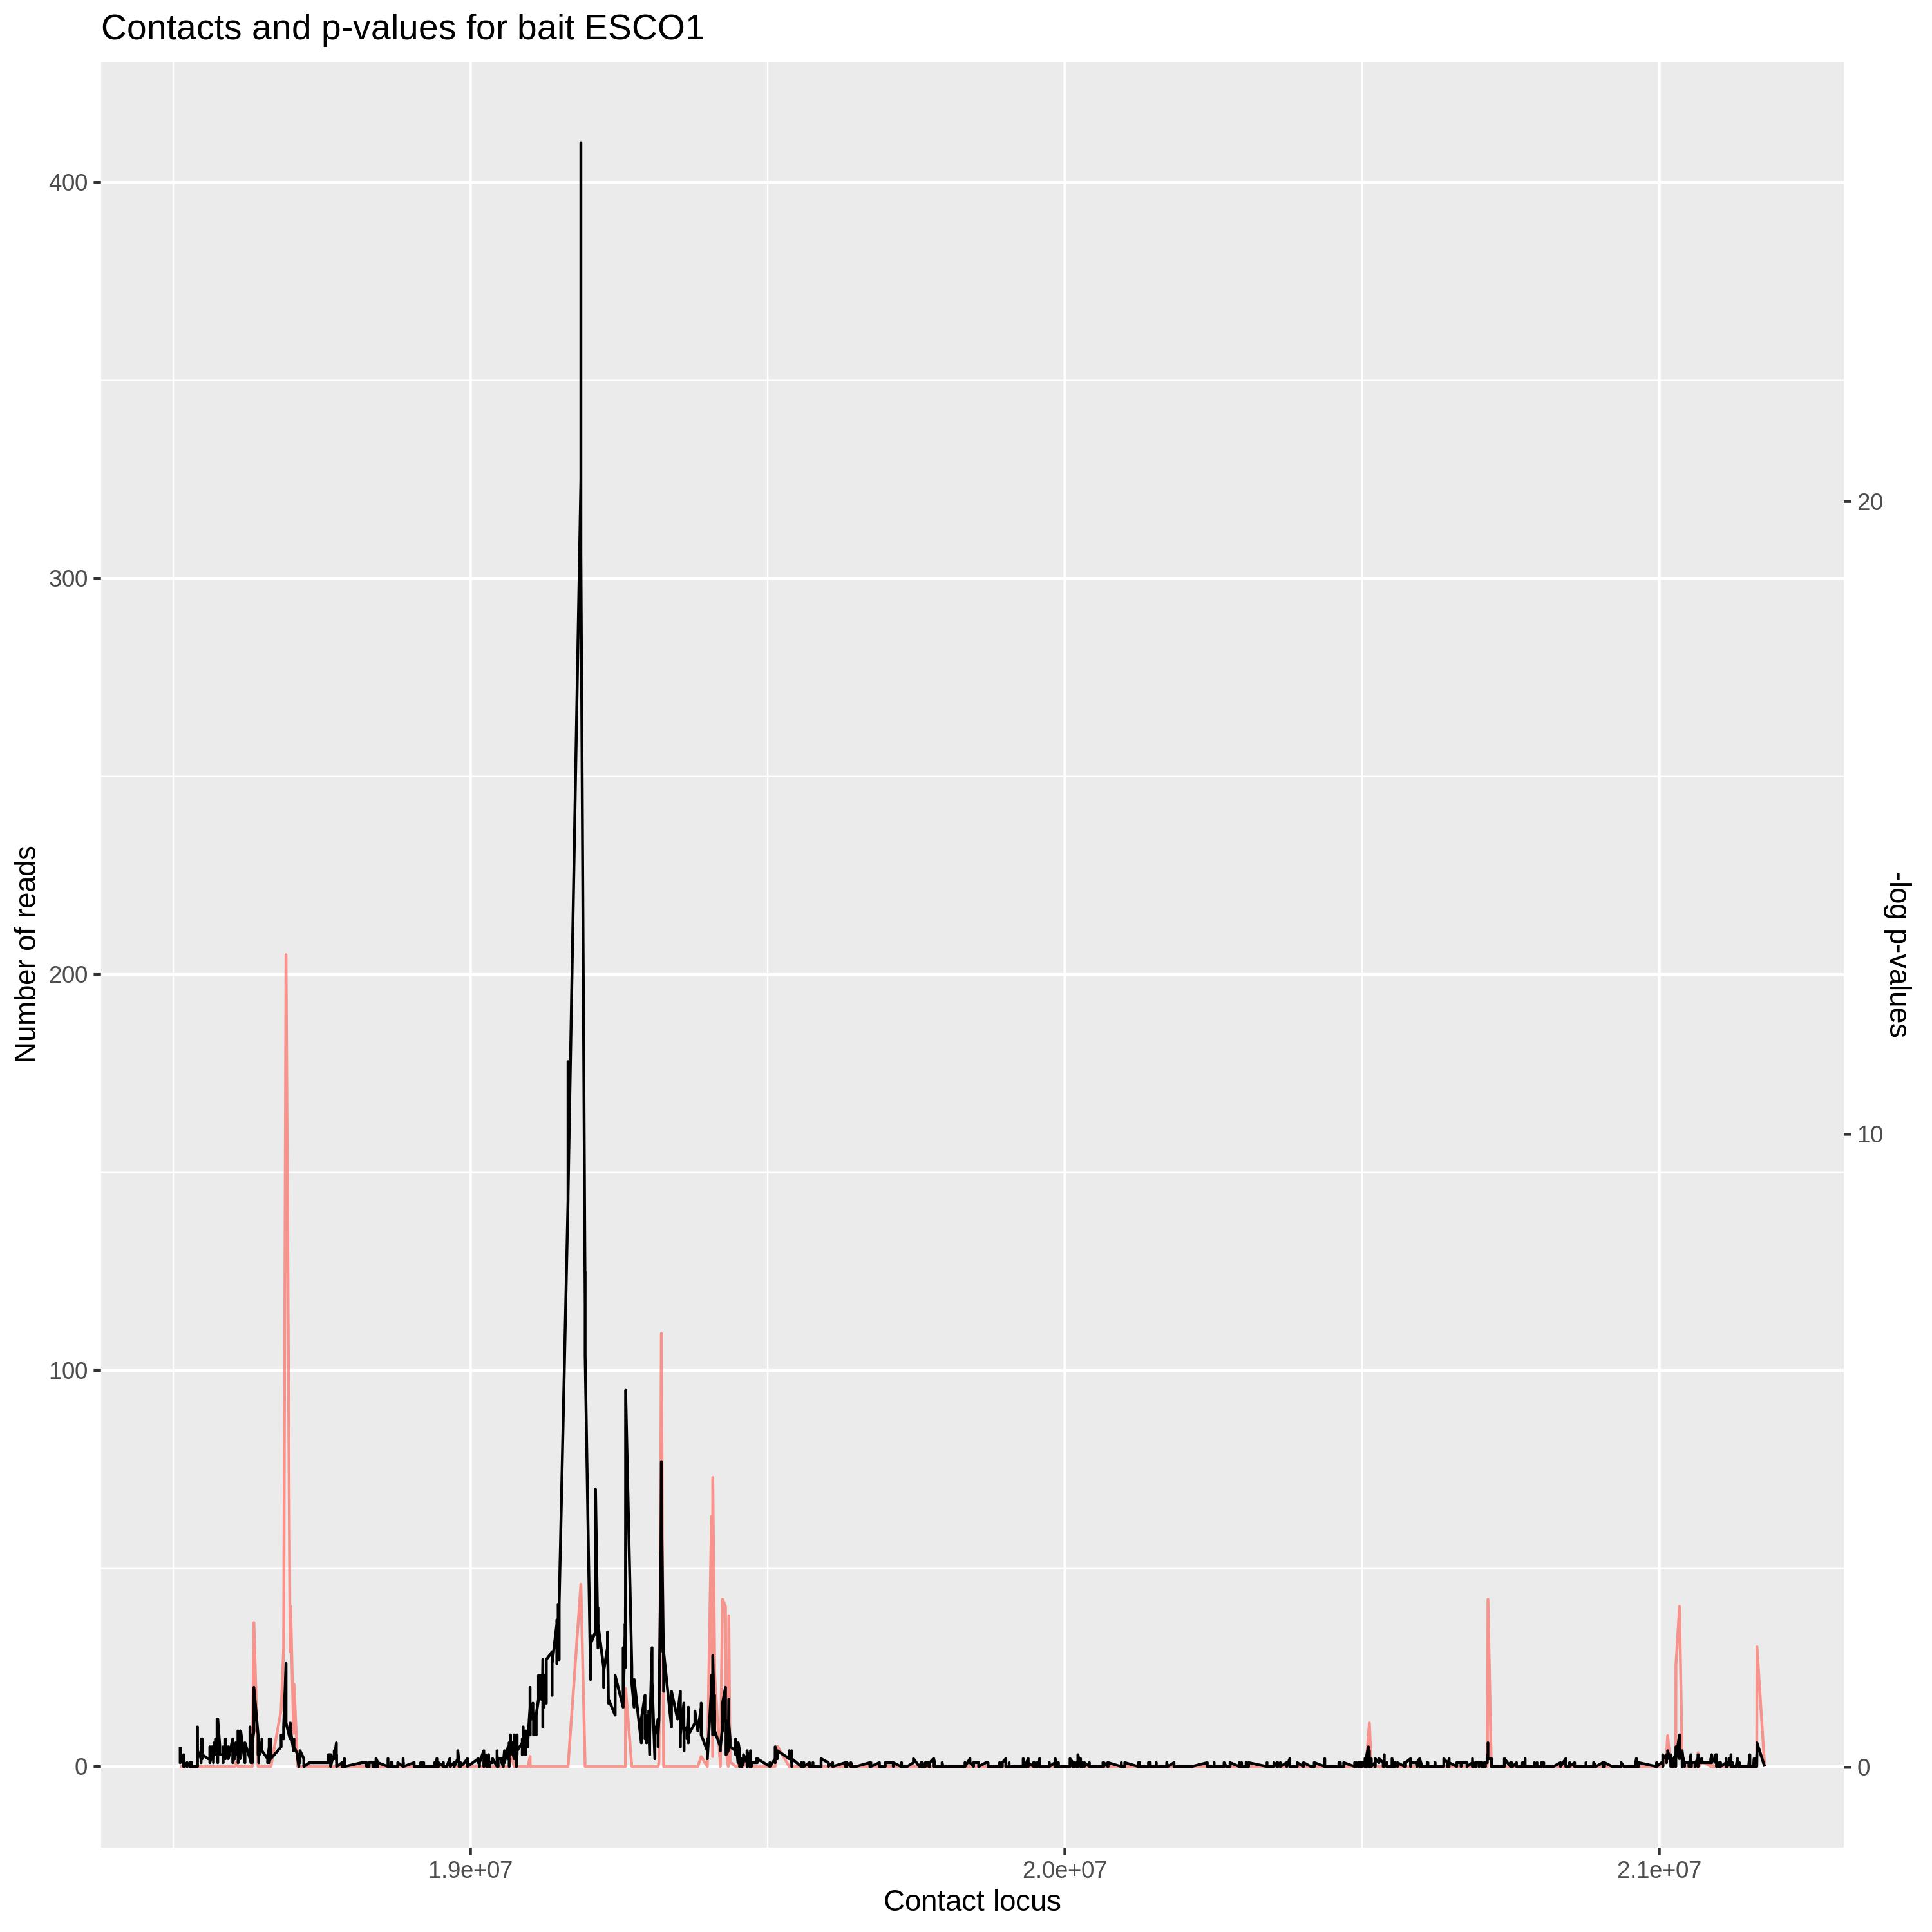 Contacts and p-values for bait ESCO1
Number of reads
400
300
200
100
0
20
10
0
-log p-values
1.9e+07
2.0e+07
2.1e+07
Contact locus